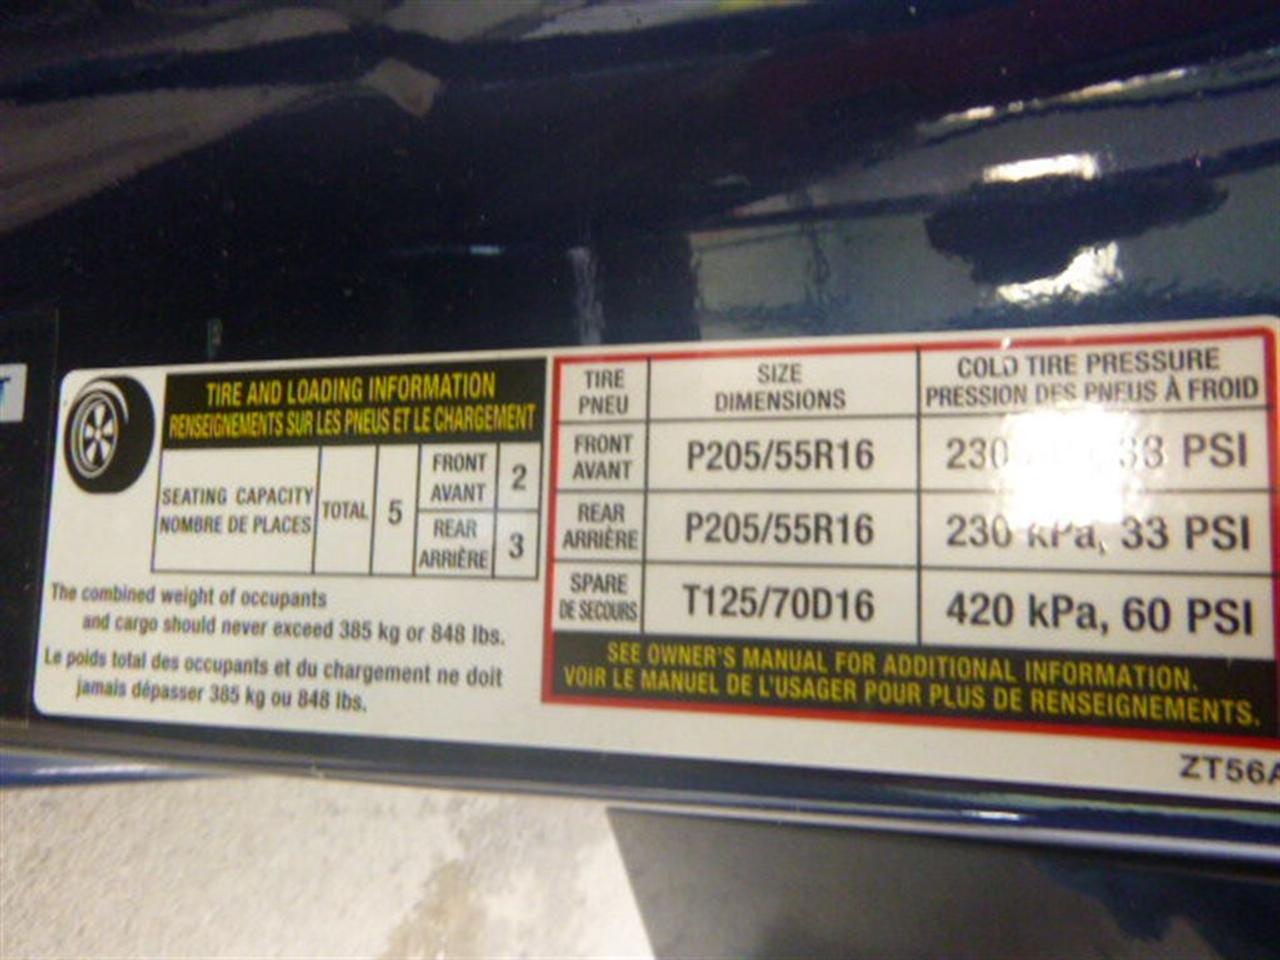 TIRE AND LOADING INFORMATION
RENSEIGNEMENTS SUR LES PNEUS ET LE CHARGEMENT
SEATING CAPACITY
NOMBRE DE PLACES
TOTAL
5
FRONT
AVANT
2
REAR
ARRIÈRE
3
The combined weight of occupants
and cargo should never exceed 385 kg or 848 lbs.
Le poids total des occupants et du chargement ne doit
jamais dépasser 385 kg ou 848 lbs.
TIRE
PNEU
SIZE
DIMENSIONS
COLD TIRE PRESSURE
PRESSION DES PNEUS À FROID
FRONT
AVANT
P205/55R16
230 33 PSI
REAR
ARRIÈRE
P205/55R16
230 kPa, 33 PSI
SPARE
DE SECOURS
T125/70D16
420 kPa, 60 PSI
SEE OWNER'S MANUAL FOR ADDITIONAL INFORMATION.
VOIR LE MANUEL DE L'USAGER POUR PLUS DE RENSEIGNEMENTS.
ZT56A